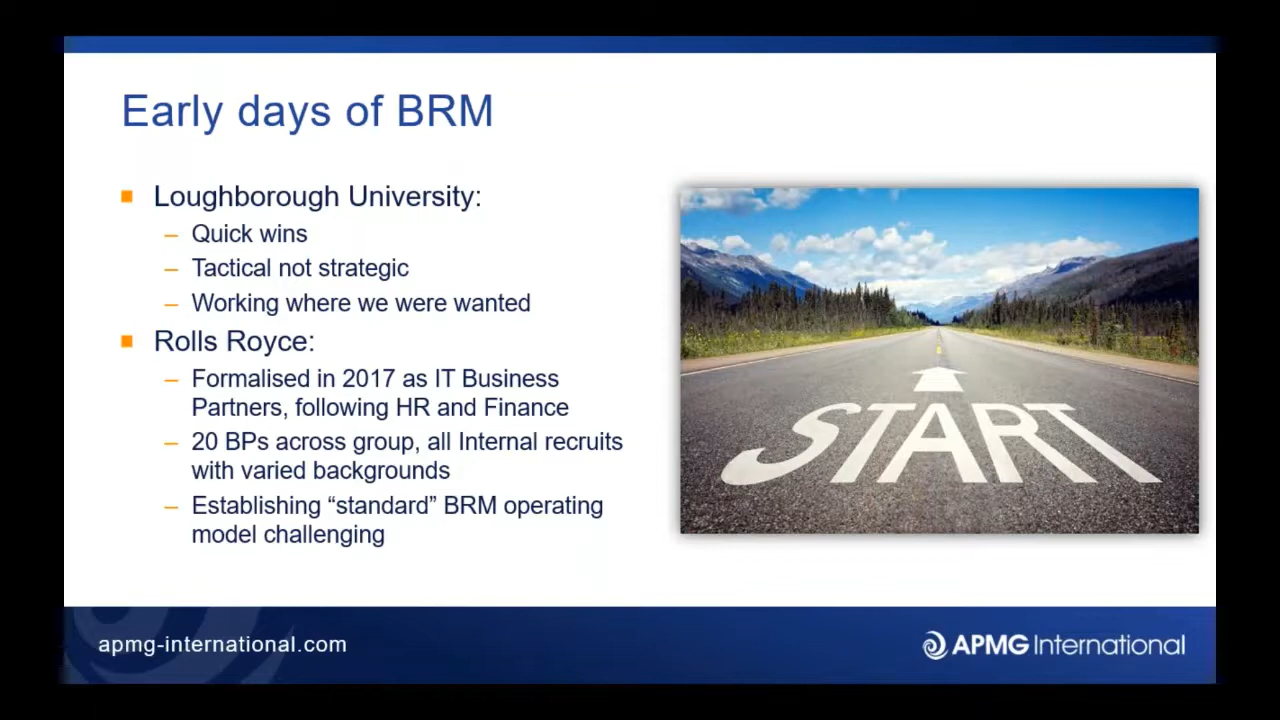 Early days of BRM
Loughborough University:
– Quick wins
– Tactical not strategic
– Working where we were wanted
Rolls Royce:
– Formalised in 2017 as IT Business
Partners, following HR and Finance
– 20 BPs across group, all Internal recruits
with varied backgrounds
– Establishing “standard” BRM operating
model challenging
START
apmg-international.com
APMG International